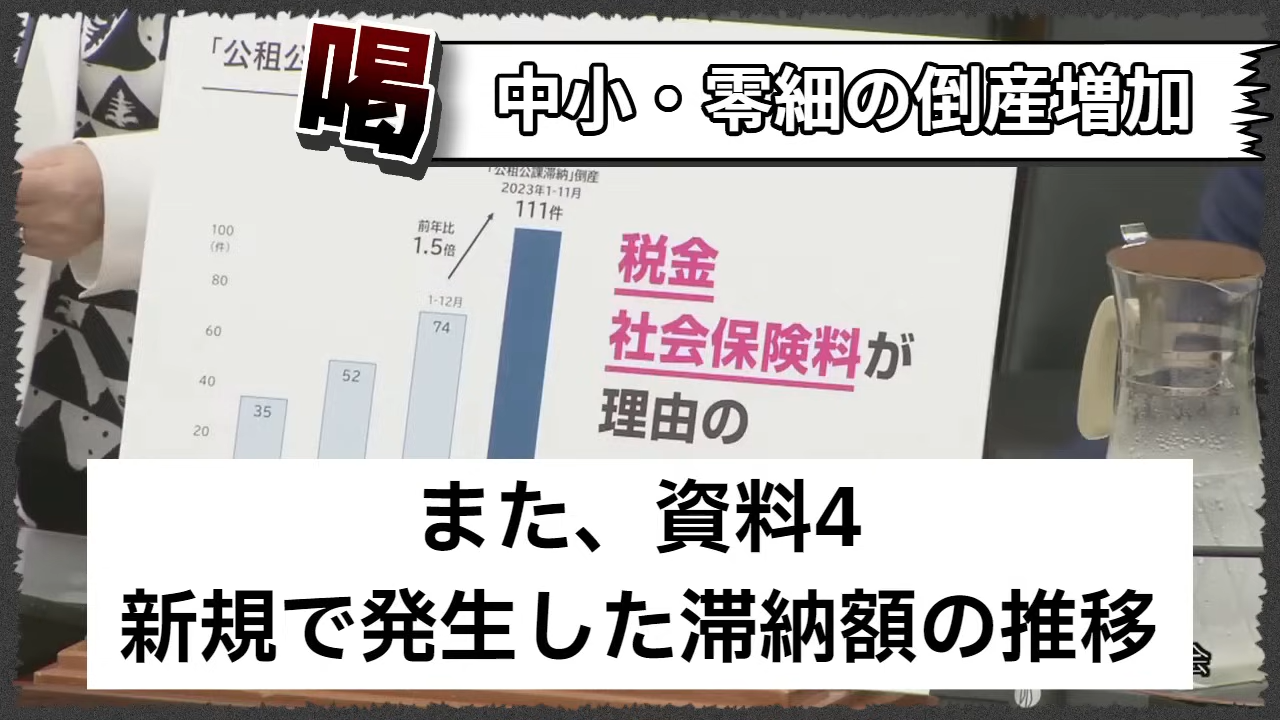 「公租公
喝
中小・零細の倒産増加
「公租公課滞納」倒産
2023年1-11月
111件
前年比
1.5倍
100
(件)
80
60
40
20
1-12月
74
52
35
税金
社会保険料が
理由の
また、資料4
新規で発生した滞納額の推移
会